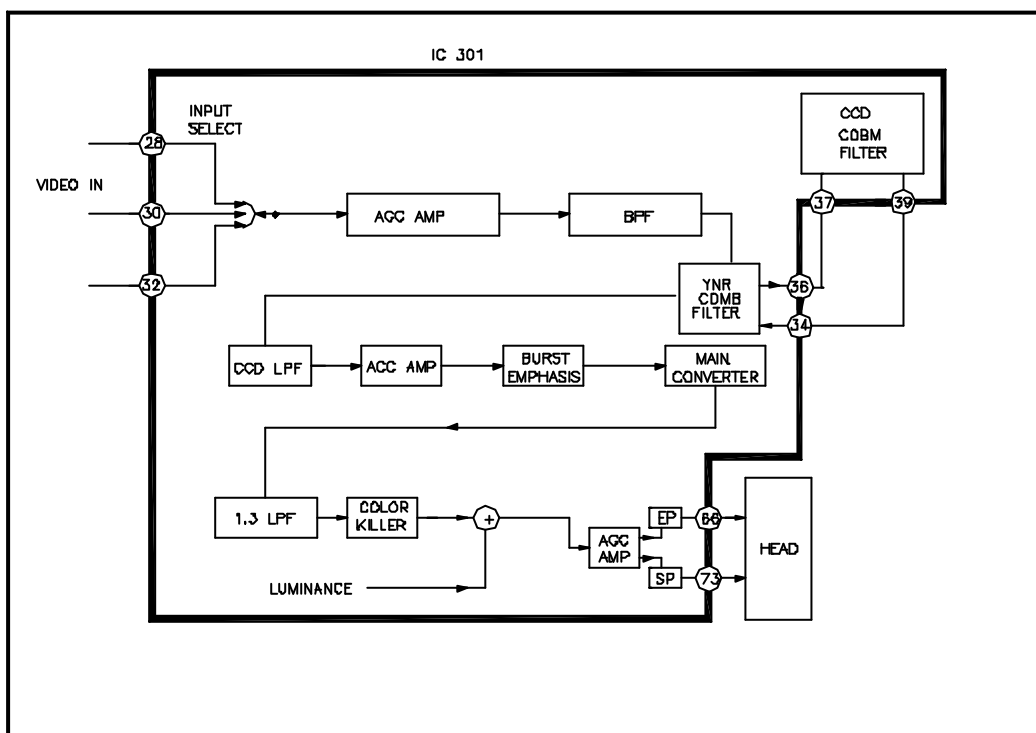 IC 301
INPUT
SELECT
CCD
COBM
FILTER
28
VIDEO IN
30
32
37
39
AGC AMP
BPF
YNR
COMB
FILTER
36
34
CCD LPF
ACC AMP
BURST
EMPHASIS
MAIN
CONVERTER
1.3 LPF
COLOR
KILLER
+
AGC
AMP
EP
SP
73
HEAD
LUMINANCE